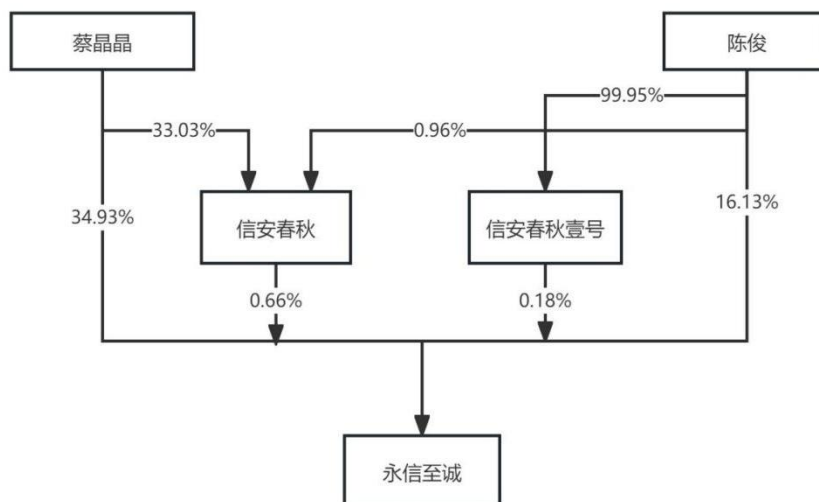 蔡晶晶
陈俊
99.95%
33.03%
0.96%
34.93%
信安春秋
信安春秋壹号
16.13%
0.66%
0.18%
永信至诚